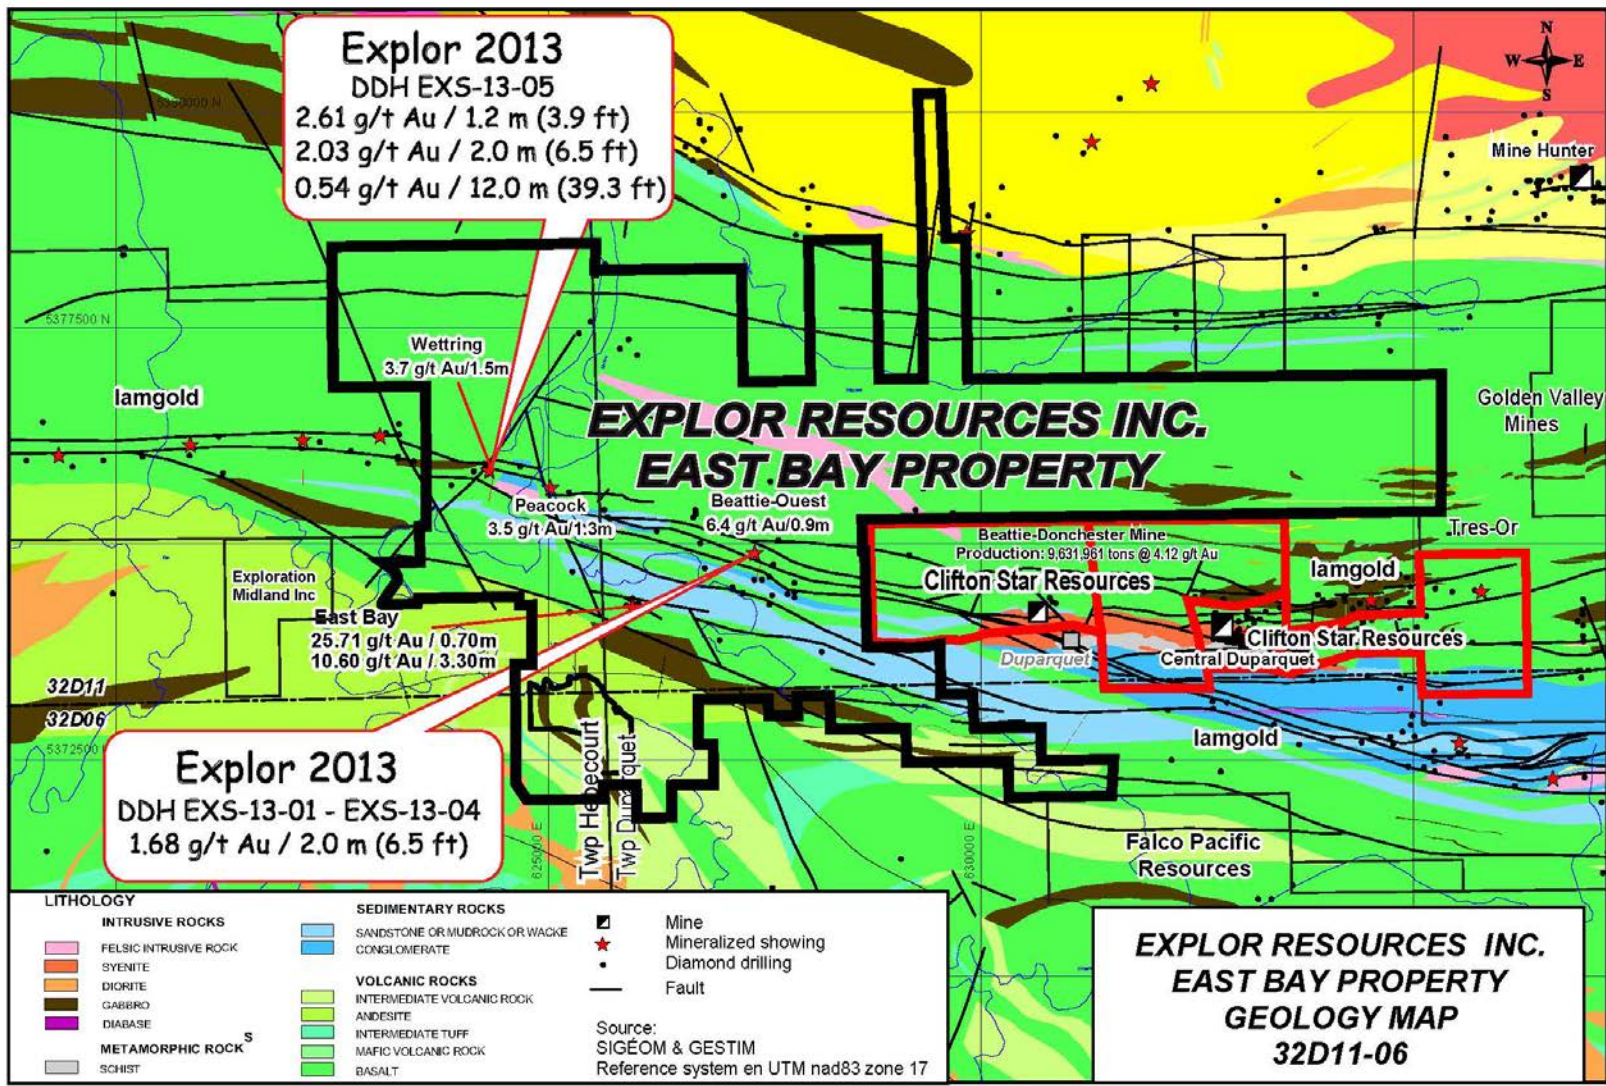 Explor 2013
DDH EXS-13-05
2.61 g/t Au / 1.2 m (3.9 ft)
2.03 g/t Au / 2.0 m (6.5 ft)
0.54 g/t Au / 12.0 m (39.3 ft)
N
W E
S
Mine Hunter
5380000 N
5377500 N
Wettring
3.7 g/t Au/1.5m
Iamgold
Golden Valley
Mines
EXPLOR RESOURCES INC.
EAST BAY PROPERTY
Peacock
3.5 g/t Au/1.3m
Beattie-Ouest
6.4 g/t Au/0.9m
Tres-Or
Beattie-Donchester Mine
Production: 9,631,961 tons @ 4.12 g/t Au
Clifton Star Resources
Iamgold
Exploration
Midland Inc
East Bay
25.71 g/t Au / 0.70m
10.60 g/t Au / 3.30m
Clifton Star Resources
Duparquet
Central Duparquet
32D11
32D06
Iamgold
5372500
Explor 2013
DDH EXS-13-01 - EXS-13-04
1.68 g/t Au / 2.0 m (6.5 ft)
Twp Hébécourt
Twp Duparquet
625000 E
630000 E
Falco Pacific
Resources
LITHOLOGY
INTRUSIVE ROCKS
FELSIC INTRUSIVE ROCK
SYENITE
DIORITE
GABBRO
DIABASE
METAMORPHIC ROCKS
SCHIST
SEDIMENTARY ROCKS
SANDSTONE OR MUDROCK OR WACKE
CONGLOMERATE
VOLCANIC ROCKS
INTERMEDIATE VOLCANIC ROCK
ANDESITE
INTERMEDIATE TUFF
MAFIC VOLCANIC ROCK
BASALT
Mine
Mineralized showing
Diamond drilling
Fault
Source:
SIGÉOM & GESTIM
Reference system en UTM nad83 zone 17
EXPLOR RESOURCES INC.
EAST BAY PROPERTY
GEOLOGY MAP
32D11-06